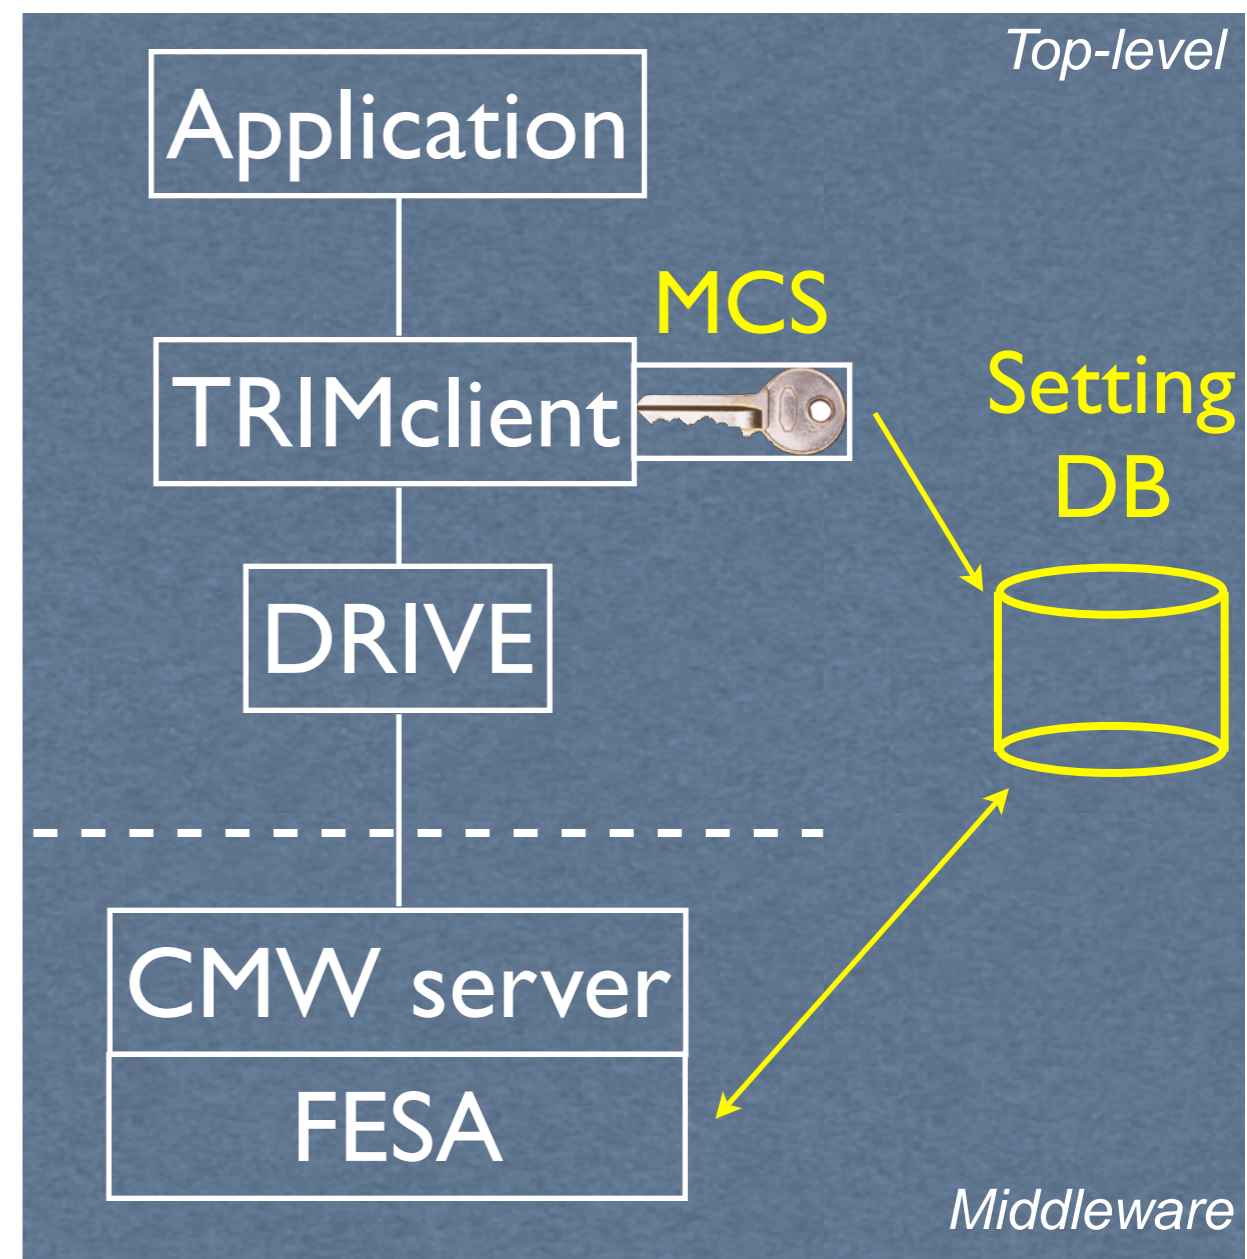 Top-level
Application
MCS
TRIMclient
Setting
DB
DRIVE
CMW server
FESA
Middleware